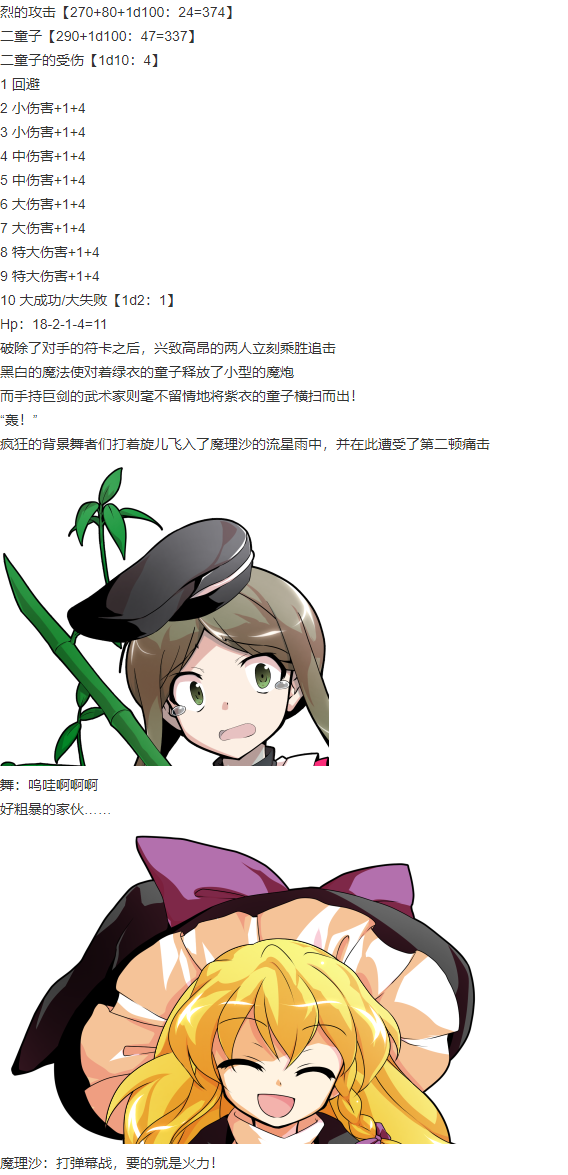 烈的攻击【270+80+1d100：24=374】
二童子【290+1d100：47=337】
二童子的受伤【1d10：4】
1 回避
2 小伤害+1+4
3 小伤害+1+4
4 中伤害+1+4
5 中伤害+1+4
6 大伤害+1+4
7 大伤害+1+4
8 特大伤害+1+4
9 特大伤害+1+4
10 大成功/大失败【1d2：1】
Hp：18-2-1-4=11
破除了对手的符卡之后，兴致高昂的两人立刻乘胜追击
黑白的魔法使对着绿衣的童子释放了小型的魔炮
而手持巨剑的武术家则毫不留情地将紫衣的童子横扫而出！
“轰！”
疯狂的背景舞者们打着旋儿飞入了魔理沙的流星雨中，并在此遭受了第二顿痛击
舞：呜哇啊啊啊
好粗暴的家伙……
魔理沙：打弹幕战，要的就是火力！